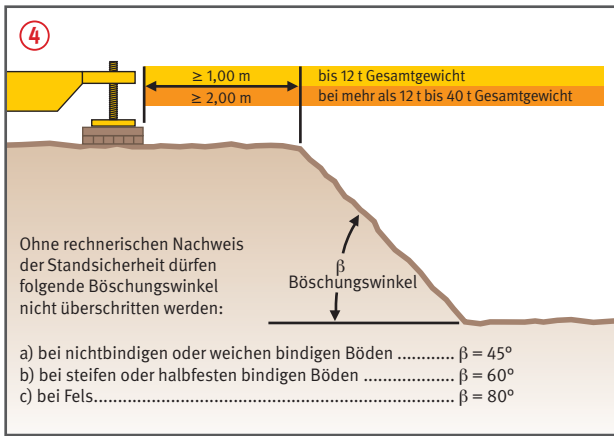 4
≥ 1,00 m bis 12 t Gesamtgewicht
≥ 2,00 m bei mehr als 12 t bis 40 t Gesamtgewicht
Ohne rechnerischen Nachweis
der Standsicherheit dürfen
folgende Böschungswinkel
nicht überschritten werden:
β
Böschungswinkel
a) bei nichtbindigen oder weichen bindigen Böden ............ β = 45°
b) bei steifen oder halbfesten bindigen Böden .................. β = 60°
c) bei Fels........................................................................ β = 80°